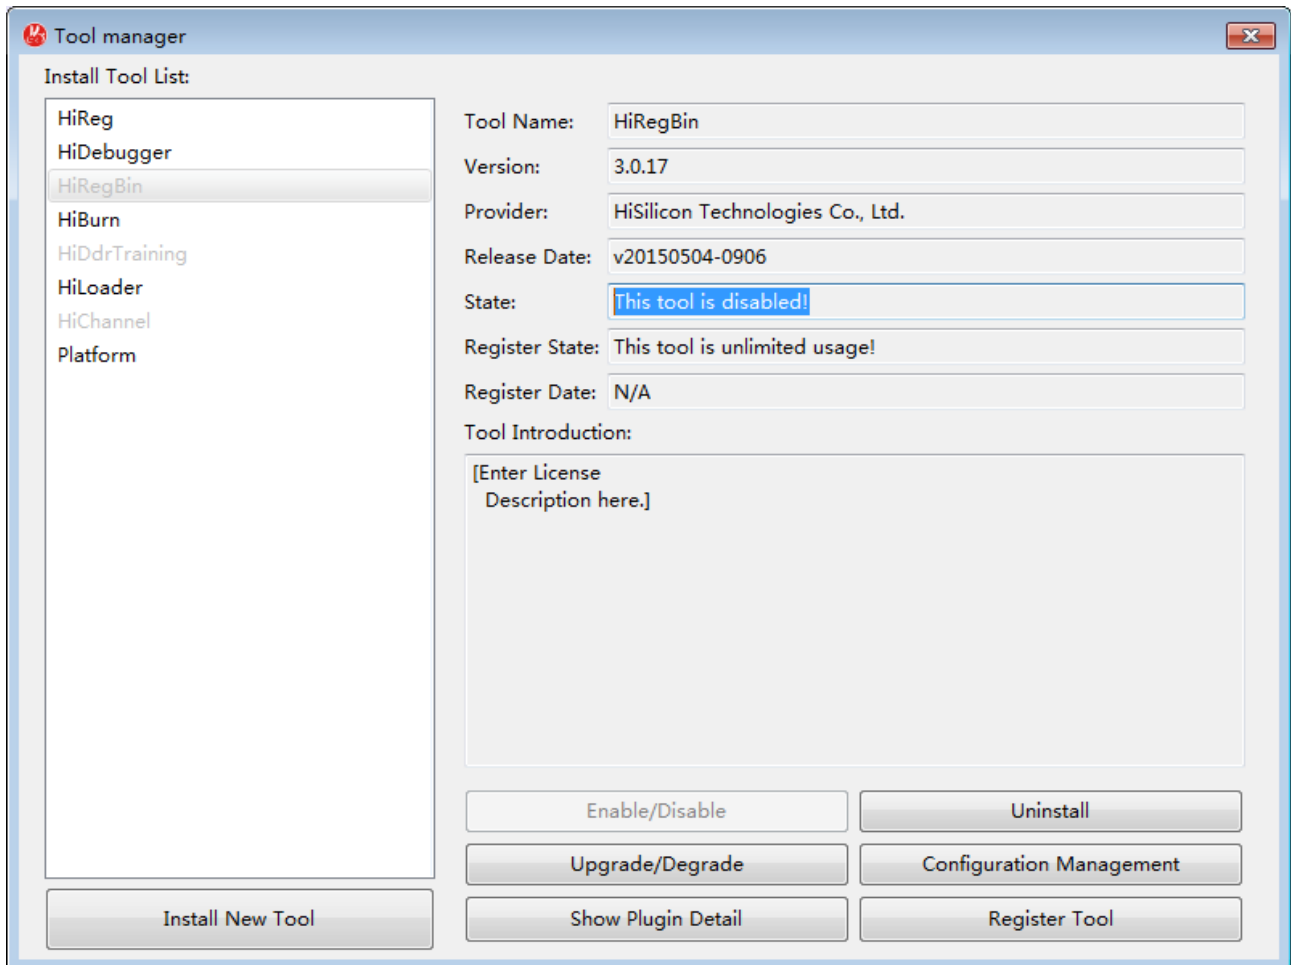 Tool manager
Install Tool List:
HiReg
HiDebugger
HiRegBin
HiBurn
HiDdrTraining
HiLoader
HiChannel
Platform
Install New Tool
Tool Name: HiRegBin
Version: 3.0.17
Provider: HiSilicon Technologies Co., Ltd.
Release Date: v20150504-0906
State: This tool is disabled!
Register State: This tool is unlimited usage!
Register Date: N/A
Tool Introduction:
[Enter License
Description here.]
Enable/Disable Uninstall
Upgrade/Degrade Configuration Management
Show Plugin Detail Register Tool